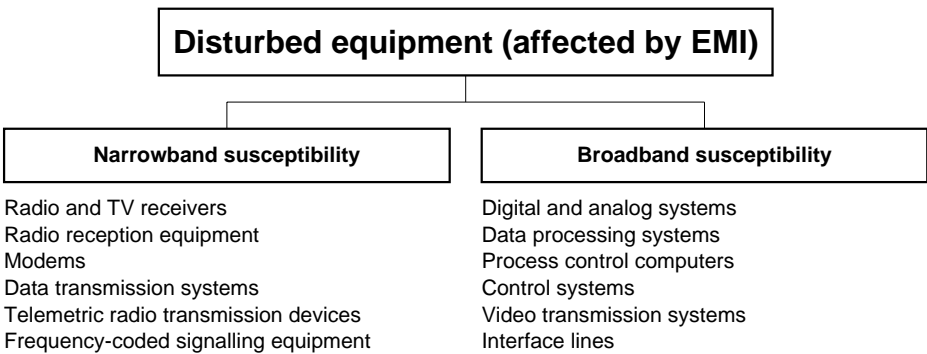 Disturbed equipment (affected by EMI)
Narrowband susceptibility
Radio and TV receivers
Radio reception equipment
Modems
Data transmission systems
Telemetric radio transmission devices
Frequency-coded signalling equipment
Broadband susceptibility
Digital and analog systems
Data processing systems
Process control computers
Control systems
Video transmission systems
Interface lines